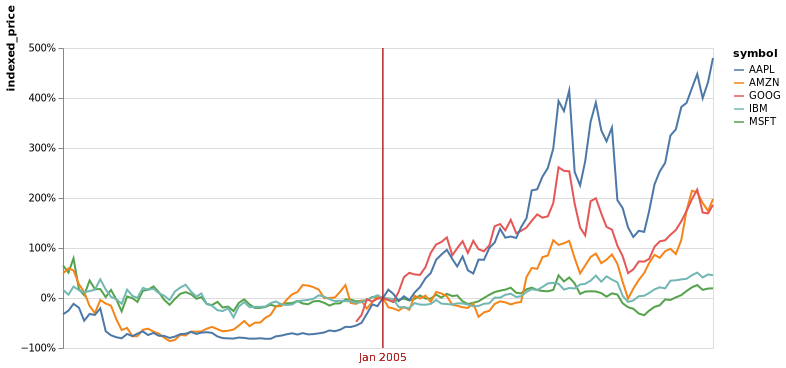 indexed_price
500%
400%
300%
200%
100%
0%
−100%
Jan 2005
symbol
AAPL
AMZN
GOOG
IBM
MSFT